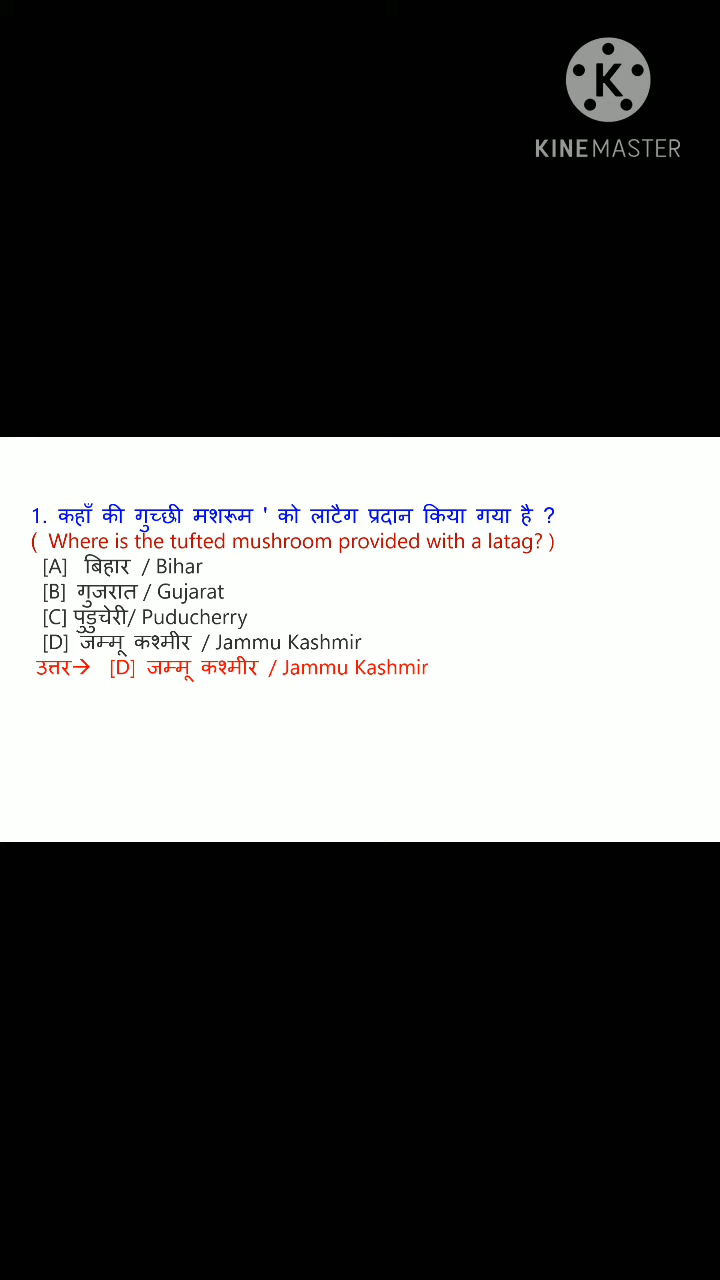 K
KINEMASTER
1. कहाँ की गुच्छी मशरूम ' को लाटैग प्रदान किया गया है ?
( Where is the tufted mushroom provided with a latag? )
[A] बिहार / Bihar
[B] गुजरात / Gujarat
[C] पुडुचेरी/ Puducherry
[D] जम्मू कश्मीर / Jammu Kashmir
उत्तर→ [D] जम्मू कश्मीर / Jammu Kashmir